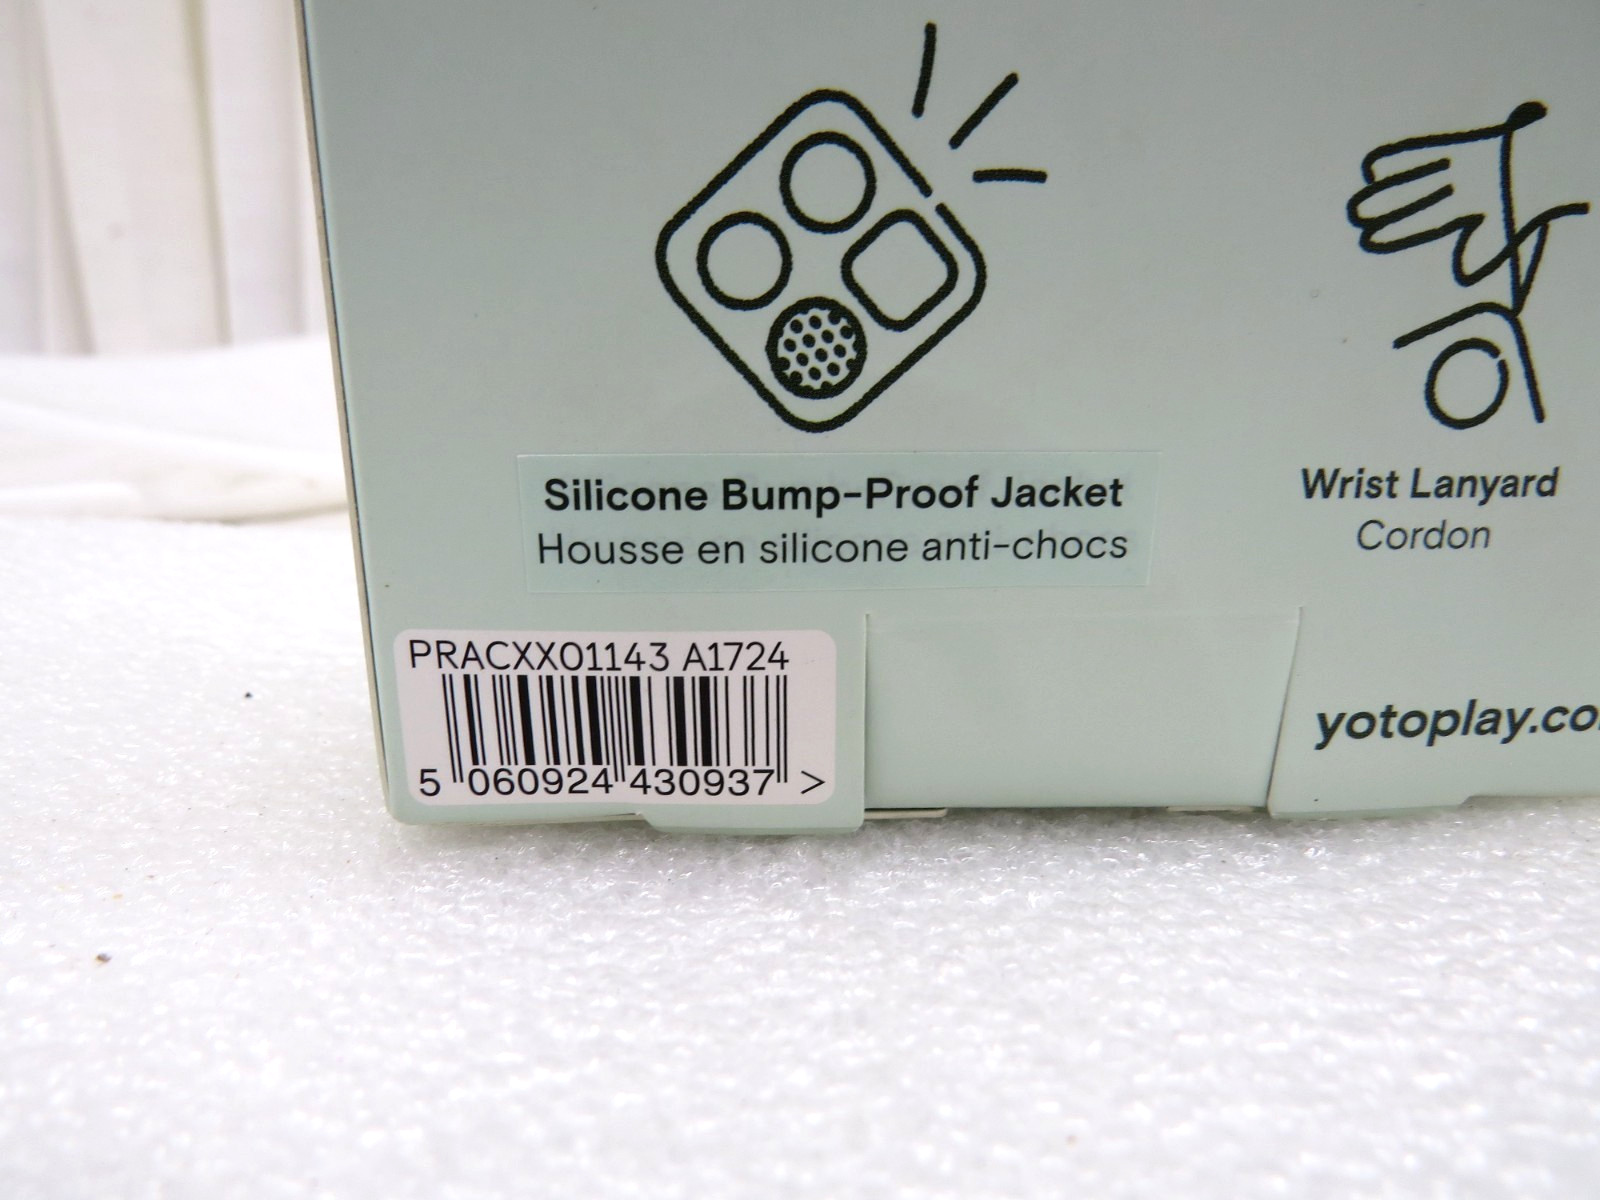 Silicone Bump-Proof Jacket
Housse en silicone anti-chocs
Wrist Lanyard
Cordon
PRACXX01143 A1724
5 060924 430937 >
yotoplay.co